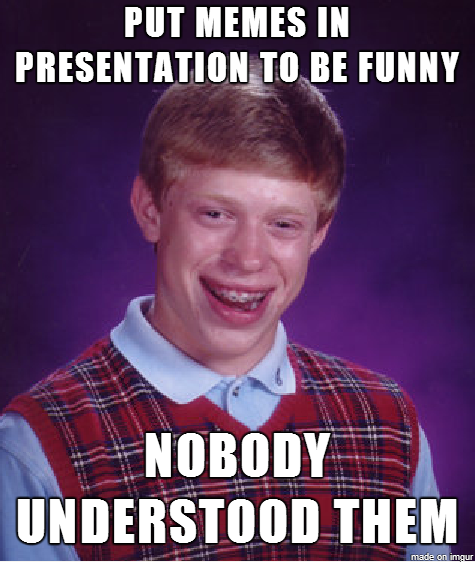 PUT MEMES IN
PRESENTATION TO BE FUNNY
NOBODY
UNDERSTOOD THEM
made on imgur